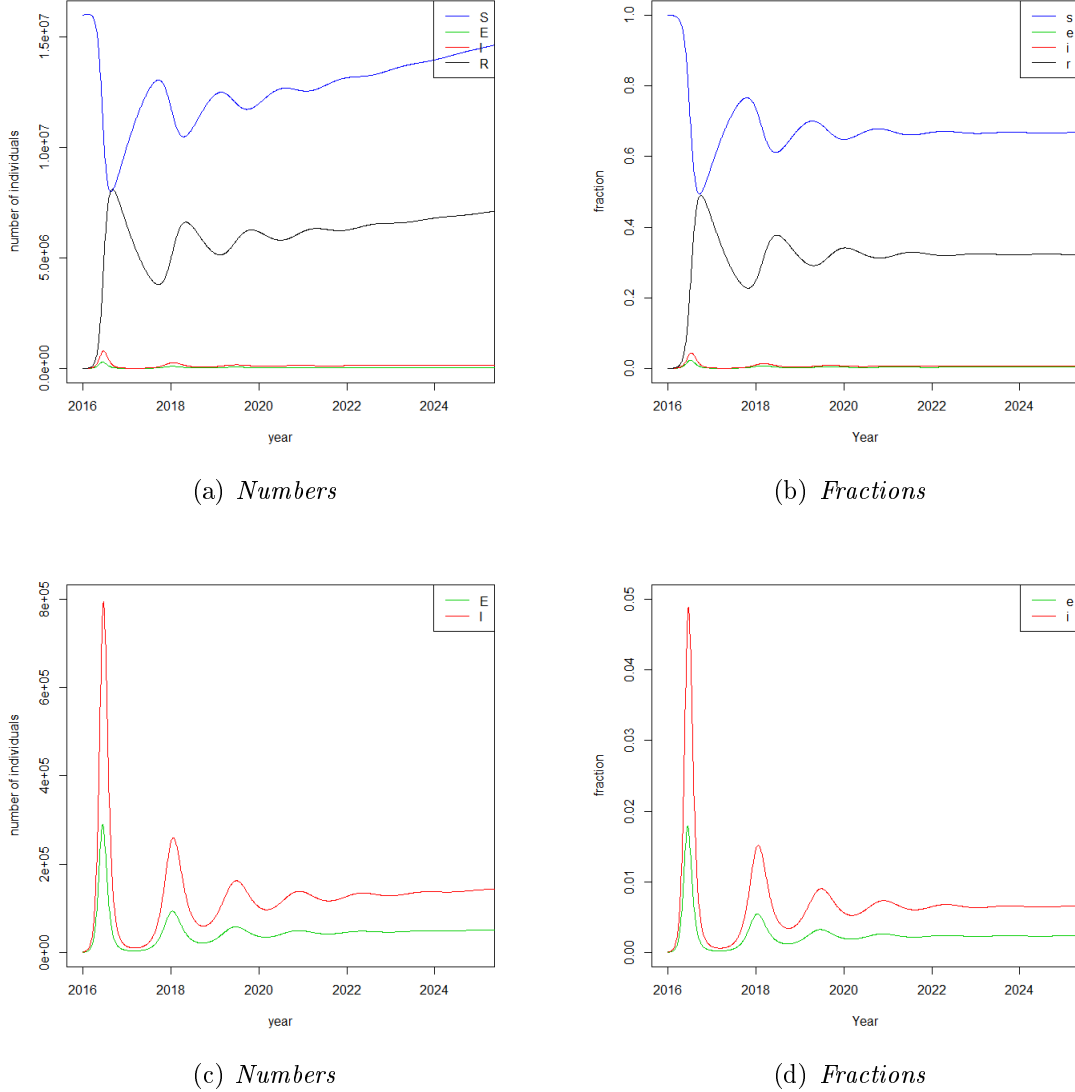 1.5e+07
1.0e+07
5.0e+06
0.0e+00
number of individuals
S
E
I
R
2016
2018
2020
2022
2024
year
(a) Numbers
1.0
0.8
0.6
0.4
0.2
0.0
fraction
s
e
i
r
2016
2018
2020
2022
2024
Year
(b) Fractions
8e+05
6e+05
4e+05
2e+05
0e+00
number of individuals
E
I
2016
2018
2020
2022
2024
year
(c) Numbers
0.05
0.04
0.03
0.02
0.01
0.00
fraction
e
i
2016
2018
2020
2022
2024
Year
(d) Fractions